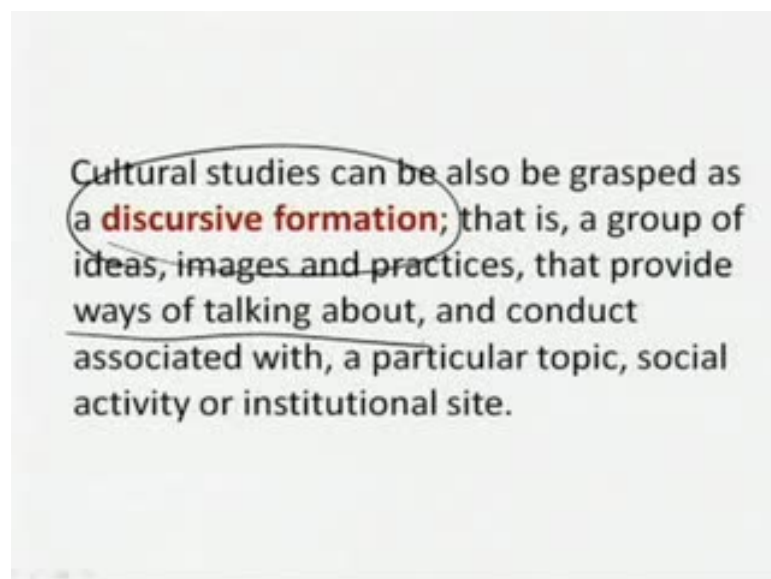 Cultural studies can be also be grasped as
a discursive formation; that is, a group of
ideas, images and practices, that provide
ways of talking about, and conduct
associated with, a particular topic, social
activity or institutional site.